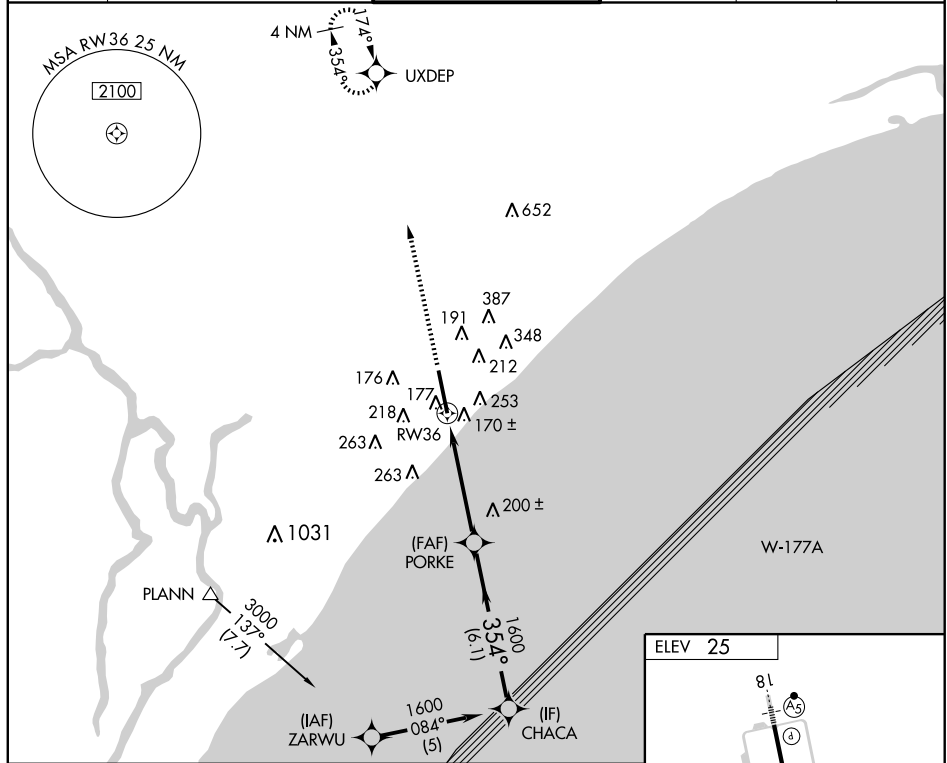 MSA RW36 25 NM
2100
4 NM
174°
354°
UXDEP
652
387
191
348
212
176
177
253
218
RW36
170 ±
263
263
200 ±
1031
(FAF)
PORKE
W-177A
PLANN
3000
137°
(7.7)
1600
354°
(6.1)
(IAF)
ZARWU
1600
084°
(5)
(IF)
CHACA
ELEV 25
18
A5
P